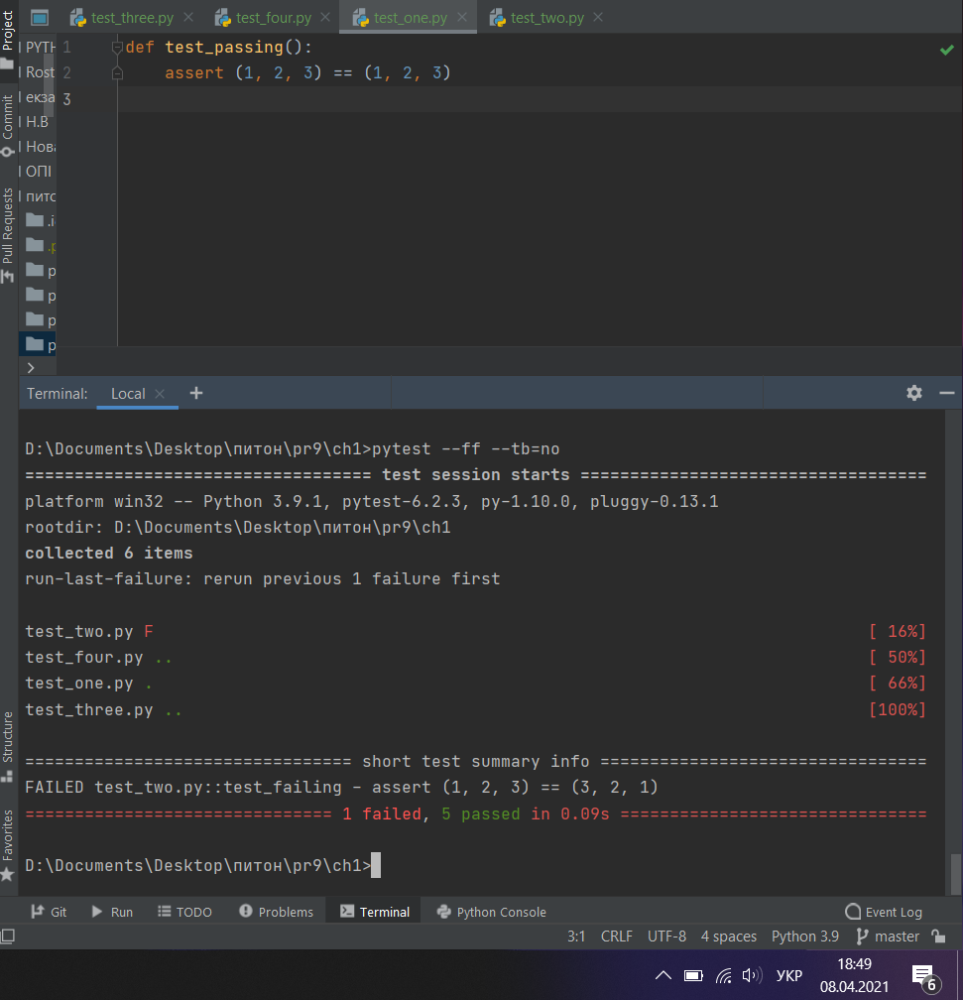 Project
test_three.py
test_four.py
test_one.py
test_two.py
1 def test_passing():
2 assert (1, 2, 3) == (1, 2, 3)
3
PYTH
Rost
екза
Н.В
Нова
ОПІ
пито
.i
.p
p
p
p
p
Commit
Pull Requests
Structure
Favorites
Terminal: Local
D:\Documents\Desktop\питон\pr9\ch1>pytest --ff --tb=no
=================================== test session starts ===================================
platform win32 -- Python 3.9.1, pytest-6.2.3, py-1.10.0, pluggy-0.13.1
rootdir: D:\Documents\Desktop\питон\pr9\ch1
collected 6 items
run-last-failure: rerun previous 1 failure first
test_two.py F [ 16%]
test_four.py .. [ 50%]
test_one.py . [ 66%]
test_three.py .. [100%]
================================= short test summary info =================================
FAILED test_two.py::test_failing - assert (1, 2, 3) == (3, 2, 1)
=============================== 1 failed, 5 passed in 0.09s ===============================
D:\Documents\Desktop\питон\pr9\ch1>
Git Run TODO Problems Terminal Python Console Event Log
3:1 CRLF UTF-8 4 spaces Python 3.9 master
УКР
18:49
08.04.2021
6